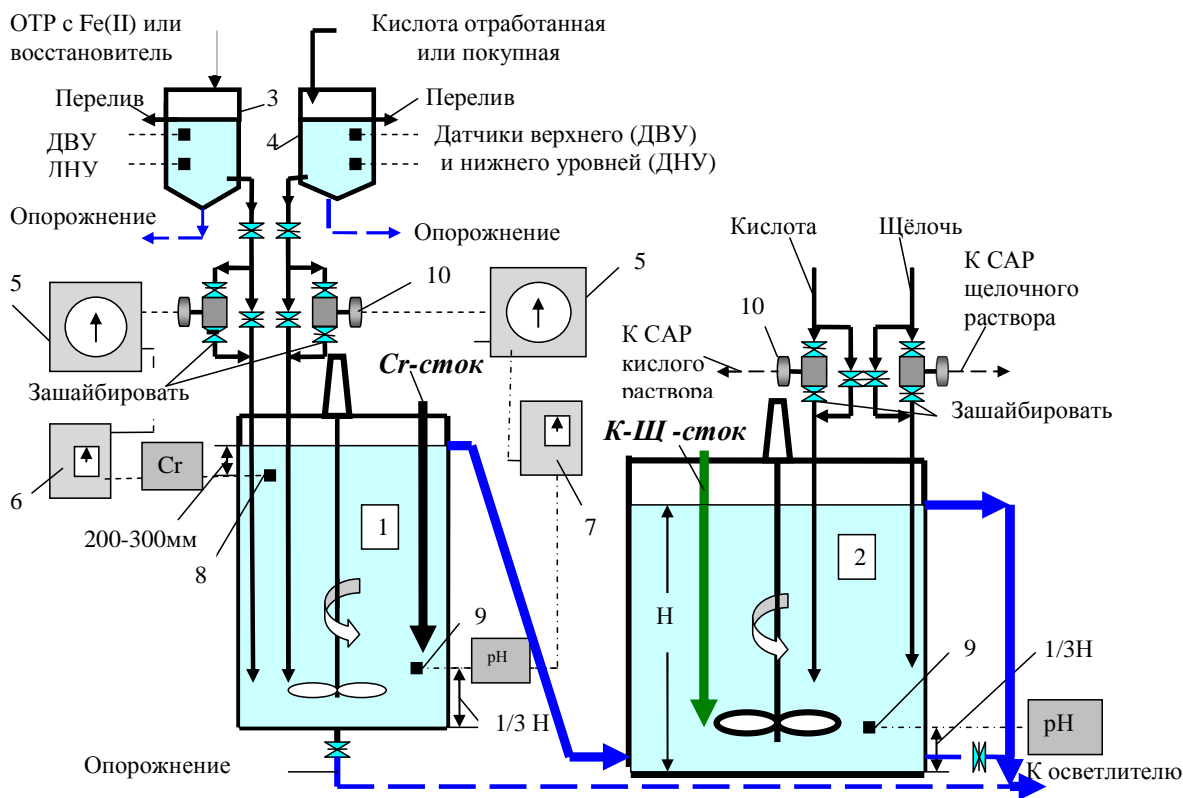 ОТР с Fe(II) или
восстановитель
Кислота отработанная
или покупная
Перелив
3
Перелив
ДВУ
ДНУ
4
Датчики верхнего (ДВУ)
и нижнего уровней (ДНУ)
Опорожнение
Опорожнение
Кислота
Щёлочь
5
10
5
К САР
щелочного
раствора
10
К САР
кислого
раствора
Зашайбировать
Cr-сток
Зашайбировать
К-Щ -сток
6
Cr
7
200-300мм
8
1
2
Н
9
pH
1/3 Н
9
1/3Н
pH
Опорожнение
К осветлителю